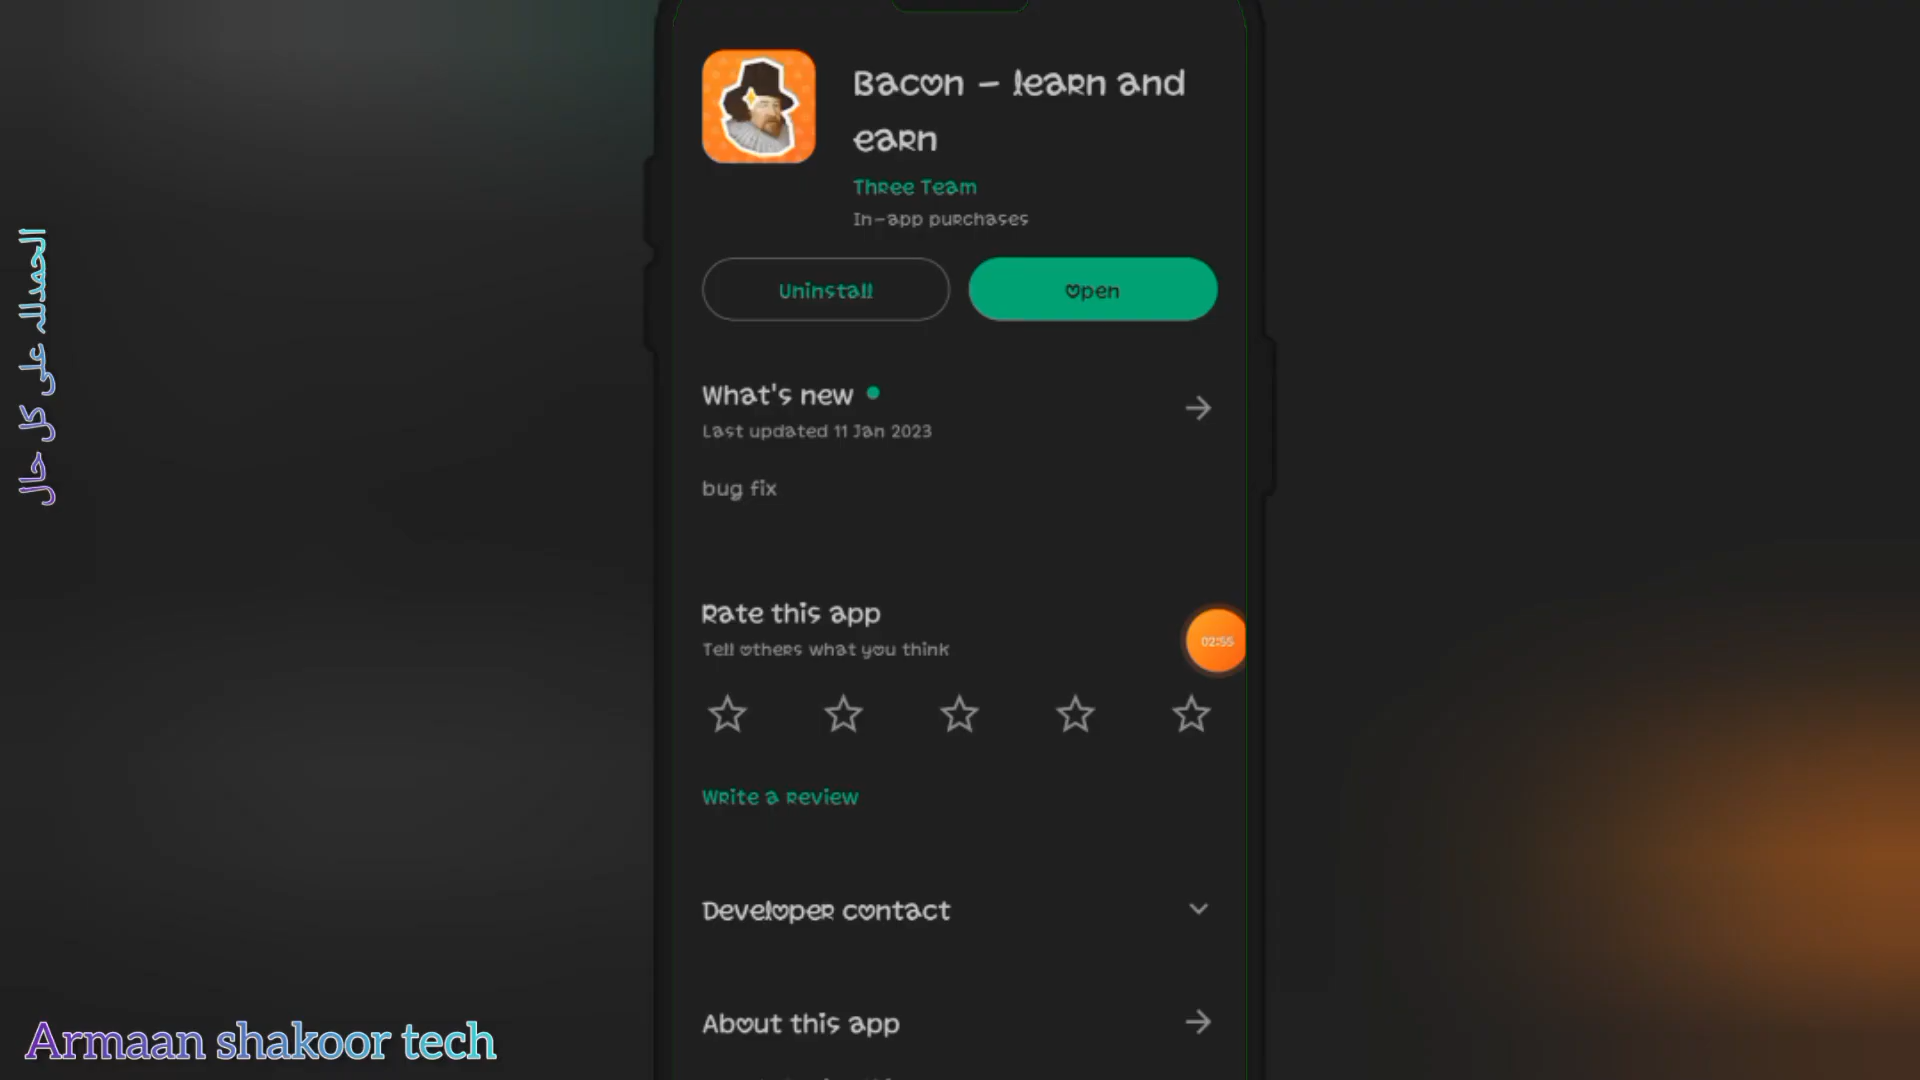 Bacon – learn and
earn
Three Team
In-app purchases
Uninstall
Open
What's new
Last updated 11 Jan 2023
bug fix
Rate this app
Tell others what you think
02:55
Write a review
Developer contact
About this app
الحمدلله على كل حال
Armaan shakoor tech